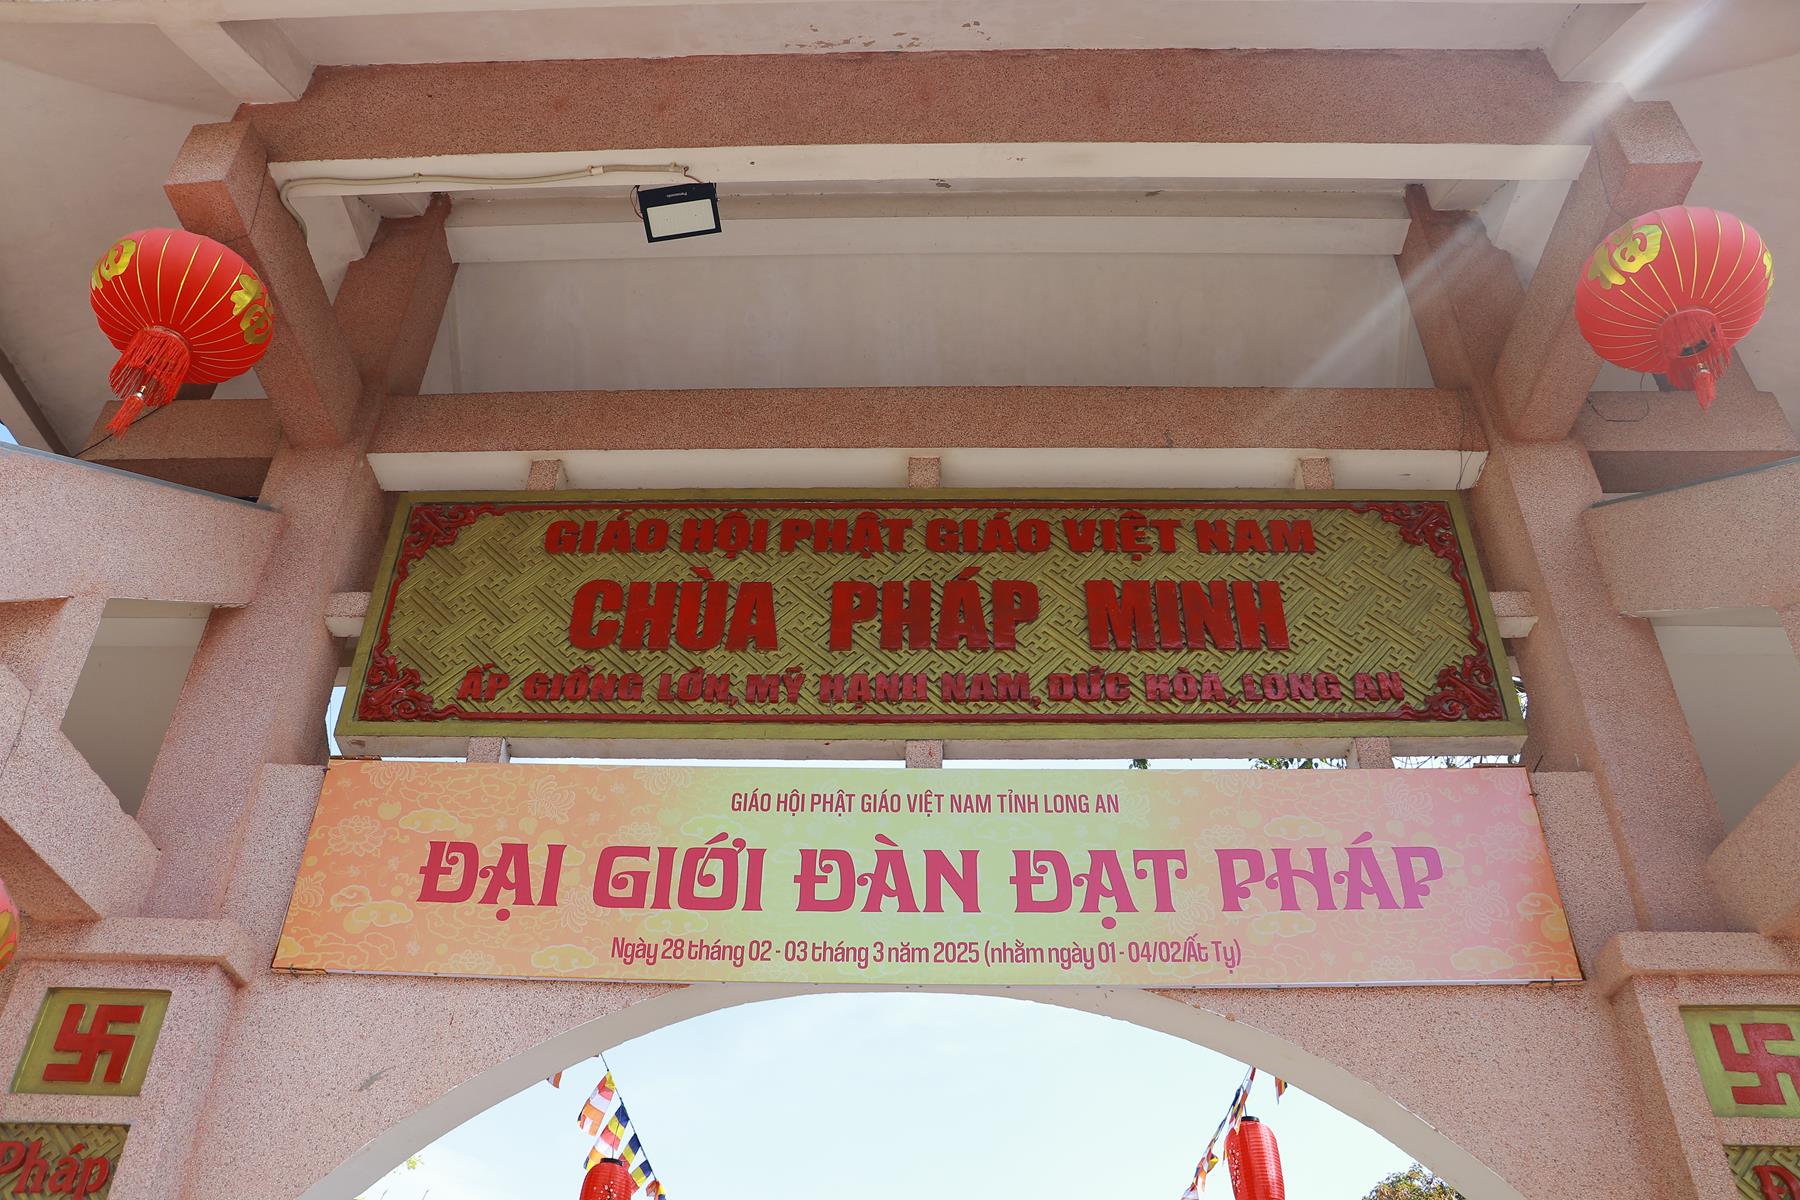 Panasonic
GIÁO HỘI PHẬT GIÁO VIỆT NAM
CHÙA PHÁP MINH
ẤP GIỒNG LỚN, MỸ HẠNH NAM, ĐỨC HÒA, LONG AN
GIÁO HỘI PHẬT GIÁO VIỆT NAM TỈNH LONG AN
ĐẠI GIỚI ĐÀN ĐẠT PHÁP
Ngày 28 tháng 02 - 03 tháng 3 năm 2025 (nhằm ngày 01 - 04/02/Ất Tỵ)
Pháp